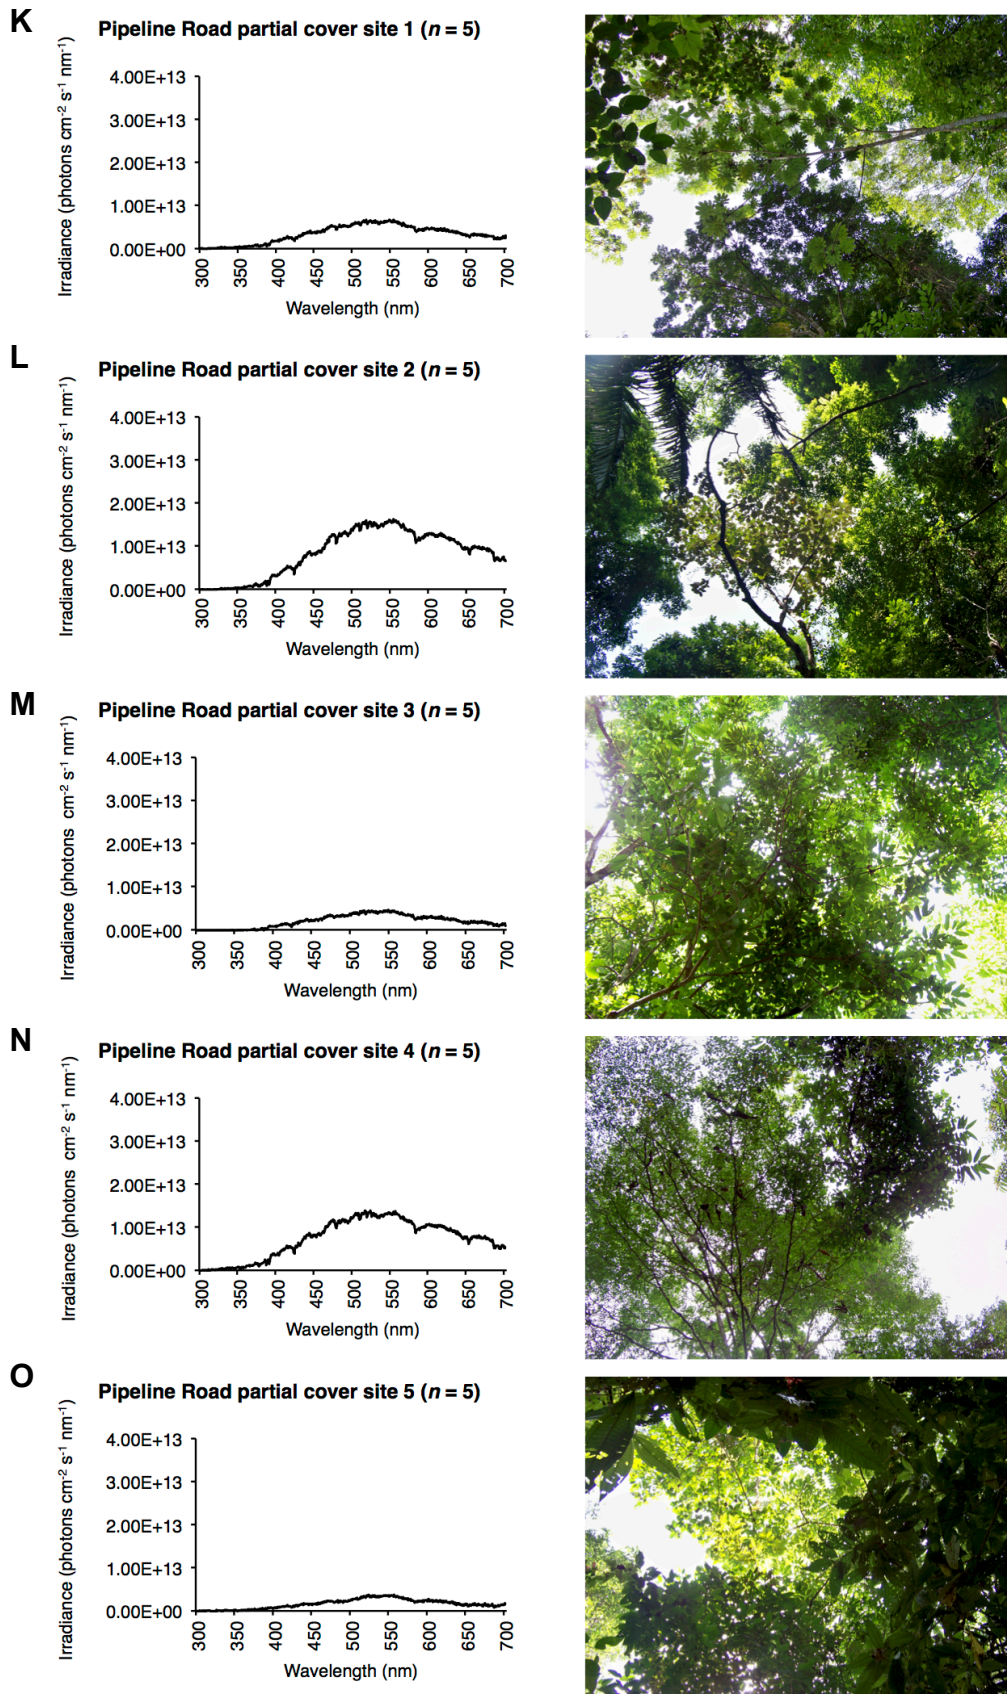 K
Pipeline Road partial cover site 1 (n = 5)
Irradiance (photons cm-2 s-1 nm-1)
4.00E+13
3.00E+13
2.00E+13
1.00E+13
0.00E+00
300 350 400 450 500 550 600 650 700
Wavelength (nm)
L
Pipeline Road partial cover site 2 (n = 5)
Irradiance (photons cm-2 s-1 nm-1)
4.00E+13
3.00E+13
2.00E+13
1.00E+13
0.00E+00
300 350 400 450 500 550 600 650 700
Wavelength (nm)
M
Pipeline Road partial cover site 3 (n = 5)
Irradiance (photons cm-2 s-1 nm-1)
4.00E+13
3.00E+13
2.00E+13
1.00E+13
0.00E+00
300 350 400 450 500 550 600 650 700
Wavelength (nm)
N
Pipeline Road partial cover site 4 (n = 5)
Irradiance (photons cm-2 s-1 nm-1)
4.00E+13
3.00E+13
2.00E+13
1.00E+13
0.00E+00
300 350 400 450 500 550 600 650 700
Wavelength (nm)
O
Pipeline Road partial cover site 5 (n = 5)
Irradiance (photons cm-2 s-1 nm-1)
4.00E+13
3.00E+13
2.00E+13
1.00E+13
0.00E+00
300 350 400 450 500 550 600 650 700
Wavelength (nm)